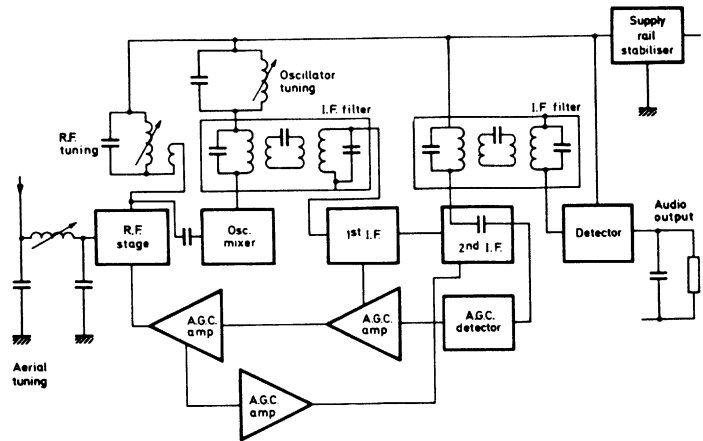 Supply
rail
stabiliser
Oscillator
tuning
I.F. filter
I.F. filter
R.F.
tuning
R.F.
stage
Osc.
mixer
1st I.F.
2nd I.F.
Detector
Audio
output
A.G.C.
amp
A.G.C.
amp
A.G.C.
detector
Aerial
tuning
A.G.C.
amp